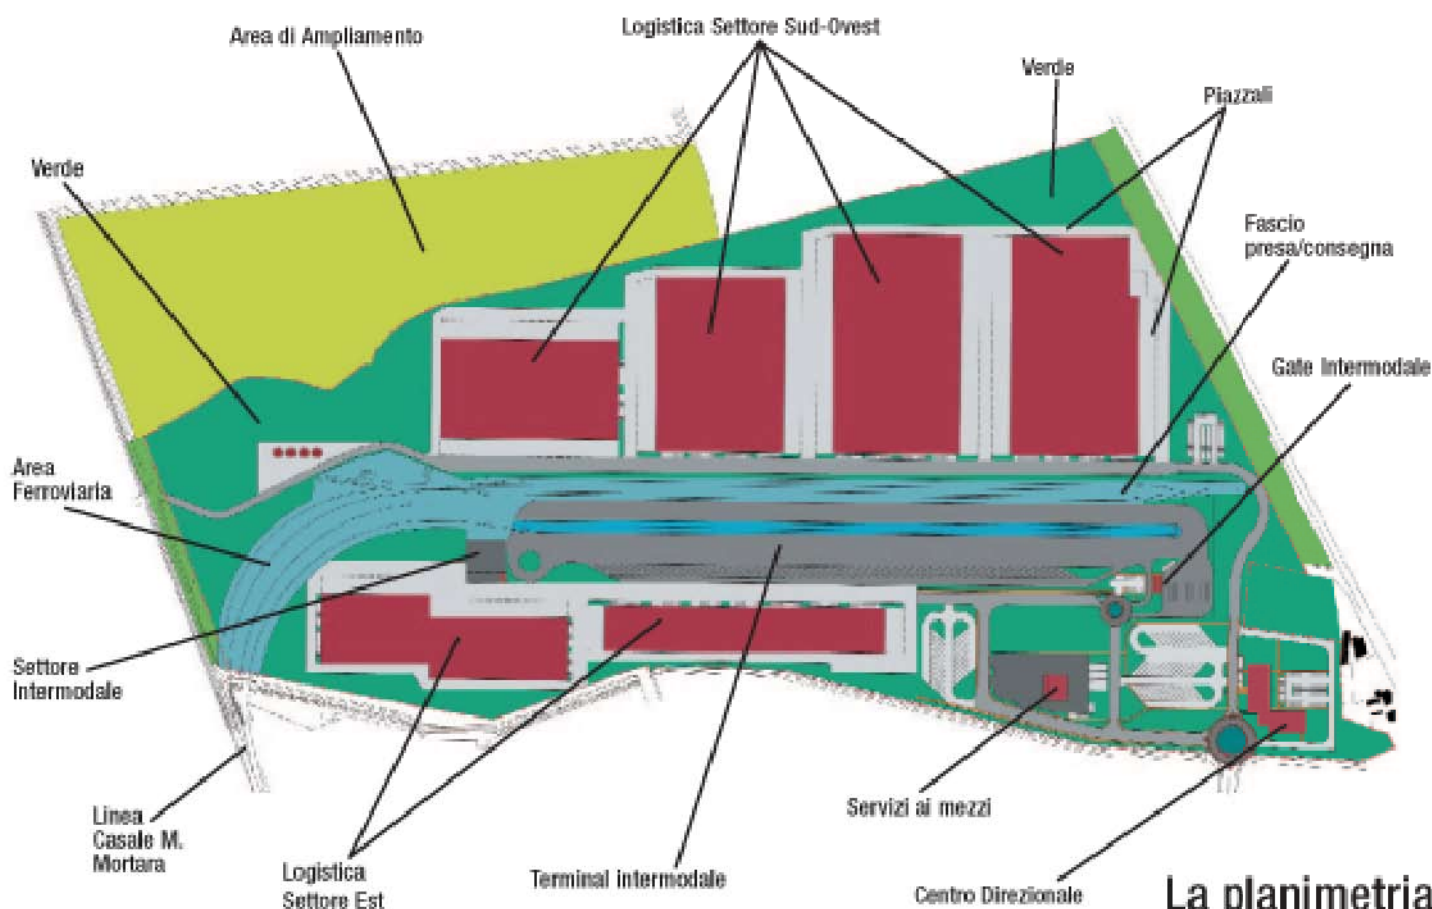 Logistica Settore Sud-Ovest
Area di Ampliamento
Verde
Piazzali
Verde
Fascio
presa/consegna
Gate Intermodale
Area
Ferroviaria
Settore
Intermodale
Linea
Casale M.
Mortara
Logistica
Settore Est
Terminal intermodale
Servizi ai mezzi
Centro Direzionale
La planimetria